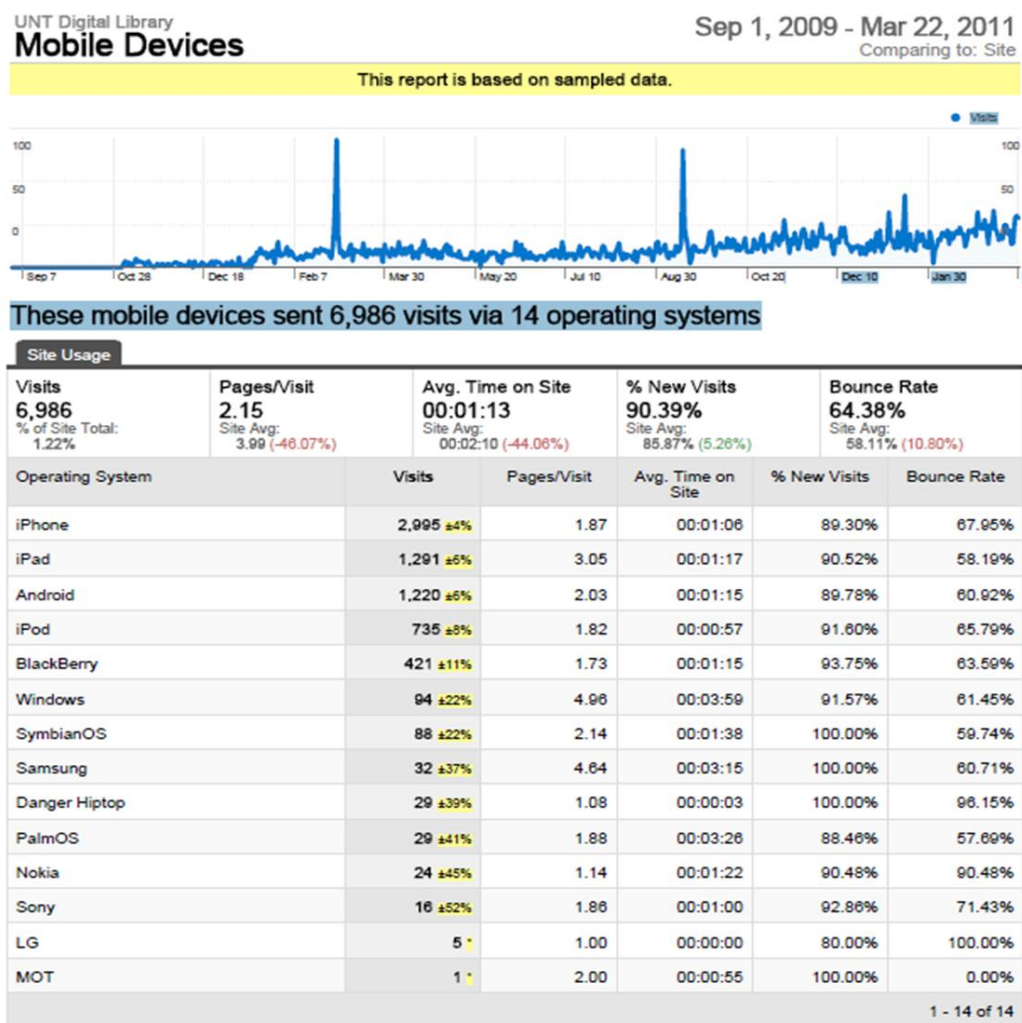 UNT Digital Library
Mobile Devices
Sep 1, 2009 - Mar 22, 2011
Comparing to: Site
This report is based on sampled data.
Visits
100 100
50 50
0
Sep 7 Oct 28 Dec 18 Feb 7 Mar 30 May 20 Jul 10 Aug 30 Oct 20 Dec 10 Jan 30
These mobile devices sent 6,986 visits via 14 operating systems
Site Usage
Visits Pages/Visit Avg. Time on Site % New Visits Bounce Rate
6,986 2.15 00:01:13 90.39% 64.38%
% of Site Total: Site Avg: Site Avg: Site Avg: Site Avg:
1.22% 3.99 (-46.07%) 00:02:10 (-44.06%) 85.87% (5.26%) 58.11% (10.80%)
Operating System Visits Pages/Visit Avg. Time on Site % New Visits Bounce Rate
iPhone 2,995 ±4% 1.87 00:01:06 89.30% 67.95%
iPad 1,291 ±6% 3.05 00:01:17 90.52% 58.19%
Android 1,220 ±6% 2.03 00:01:15 89.78% 60.92%
iPod 735 ±8% 1.82 00:00:57 91.60% 65.79%
BlackBerry 421 ±11% 1.73 00:01:15 93.75% 63.59%
Windows 94 ±22% 4.96 00:03:59 91.57% 61.45%
SymbianOS 88 ±22% 2.14 00:01:38 100.00% 59.74%
Samsung 32 ±37% 4.64 00:03:15 100.00% 60.71%
Danger Hiptop 29 ±39% 1.08 00:00:03 100.00% 96.15%
PalmOS 29 ±41% 1.88 00:03:26 88.46% 57.69%
Nokia 24 ±45% 1.14 00:01:22 90.48% 90.48%
Sony 16 ±52% 1.86 00:01:00 92.86% 71.43%
LG 5 * 1.00 00:00:00 80.00% 100.00%
MOT 1 * 2.00 00:00:55 100.00% 0.00%
1 - 14 of 14